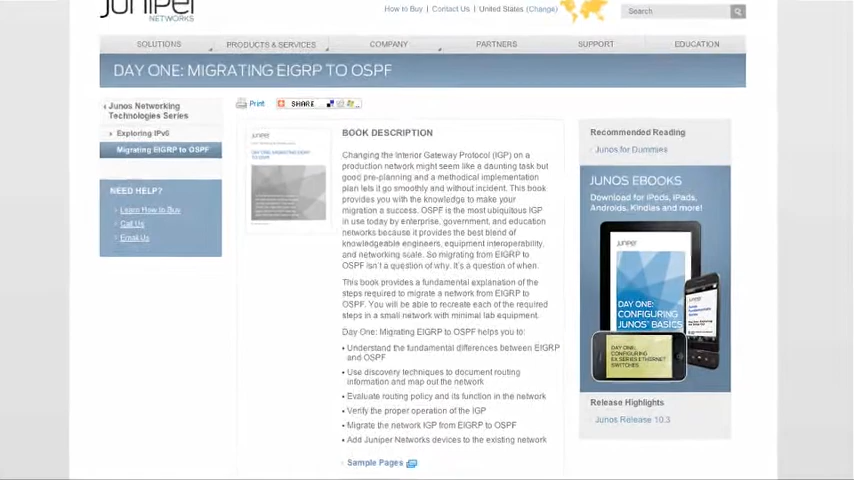 Juniper
NETWORKS
How to Buy | Contact Us | United States (Change)
Search
SOLUTIONS
PRODUCTS & SERVICES
COMPANY
PARTNERS
SUPPORT
EDUCATION
DAY ONE: MIGRATING EIGRP TO OSPF
Junos Networking
Technologies Series
Exploring IPv6
Migrating EIGRP to OSPF
NEED HELP?
Learn How to Buy
Call Us
Email Us
Print
SHARE
BOOK DESCRIPTION
Changing the Interior Gateway Protocol (IGP) on a
production network might seem like a daunting task but
good pre-planning and a methodical implementation
plan lets it go smoothly and without incident. This book
provides you with the knowledge to make your
migration a success. OSPF is the most ubiquitous IGP
in use today by enterprise, government, and education
networks because it provides the best blend of
knowledgeable engineers, equipment interoperability,
and networking scale. So migrating from EIGRP to
OSPF isn't a question of why. It's a question of when.
This book provides a fundamental explanation of the
steps required to migrate a network from EIGRP to
OSPF. You will be able to recreate each of the required
steps in a small network with minimal lab equipment.
Day One: Migrating EIGRP to OSPF helps you to:
• Understand the fundamental differences between EIGRP
and OSPF
• Use discovery techniques to document routing
information and map out the network
• Evaluate routing policy and its function in the network
• Verify the proper operation of the IGP
• Migrate the network IGP from EIGRP to OSPF
• Add Juniper Networks devices to the existing network
Sample Pages
Recommended Reading
Junos for Dummies
JUNOS EBOOKS
Download for iPods, iPads,
Androids, Kindles and more!
DAY ONE:
CONFIGURING
JUNOS BASICS
DAY ONE:
CONFIGURING
EX SERIES ETHERNET
SWITCHES
Release Highlights
Junos Release 10.3